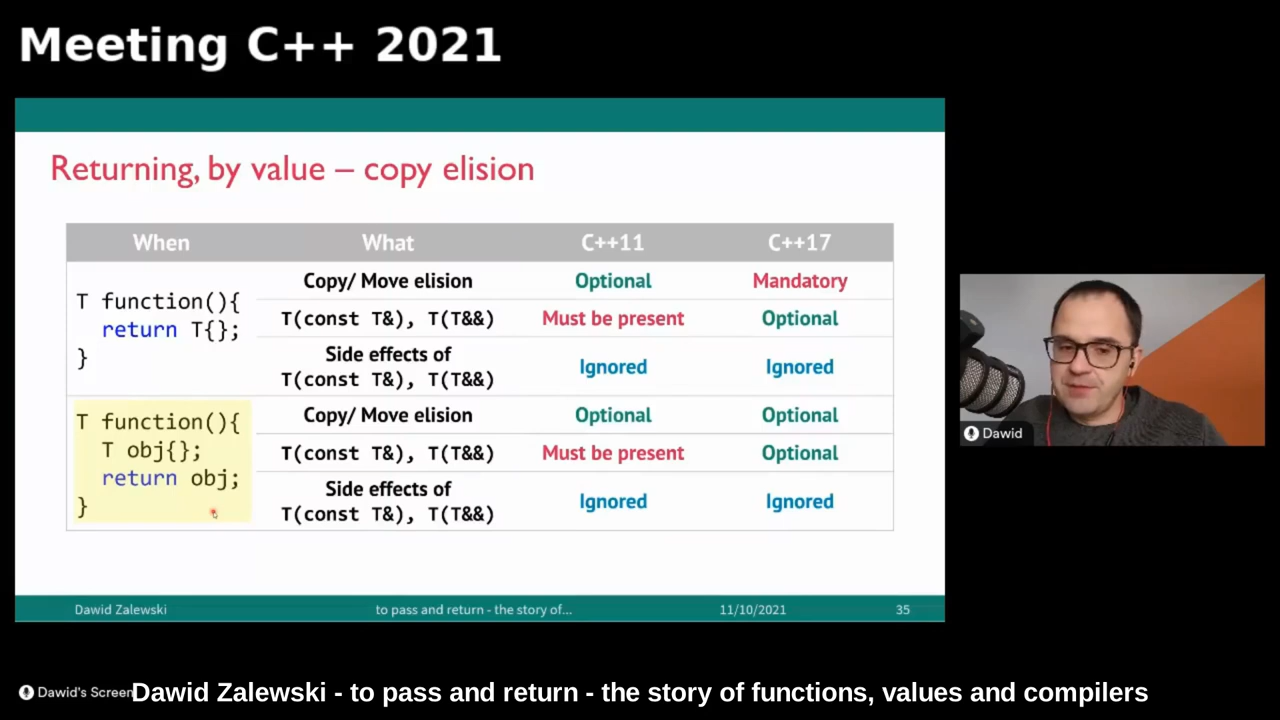 Meeting C++ 2021
Returning, by value – copy elision
When What C++11 C++17
T function(){
return T{};
}
Copy/ Move elision Optional Mandatory
T(const T&), T(T&&) Must be present Optional
Side effects of
T(const T&), T(T&&) Ignored Ignored
T function(){
T obj{};
return obj;
}
Copy/ Move elision Optional Optional
T(const T&), T(T&&) Must be present Optional
Side effects of
T(const T&), T(T&&) Ignored Ignored
Dawid Zalewski to pass and return - the story of... 11/10/2021 35
Dawid
Dawid's Screen
Dawid Zalewski - to pass and return - the story of functions, values and compilers